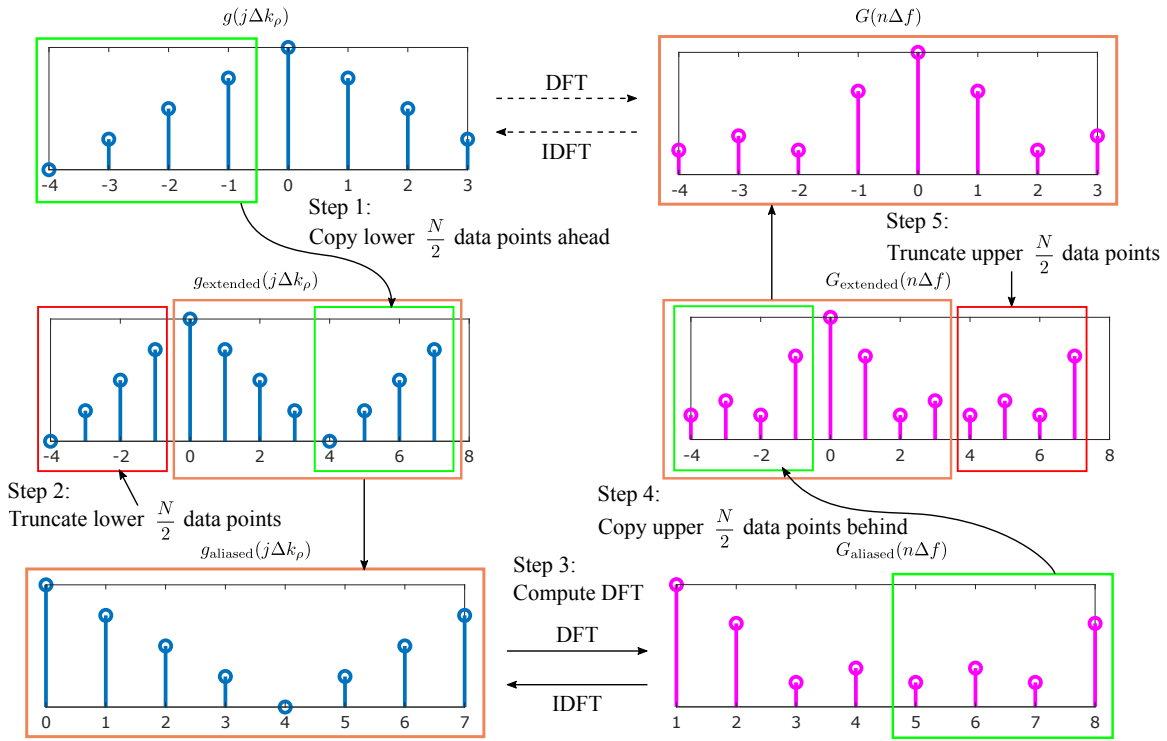 g(jΔk_ρ)
G(nΔf)
-4 -3 -2 -1 0 1 2 3
DFT
IDFT
-4 -3 -2 -1 0 1 2 3
Step 1:
Copy lower N/2 data points ahead
Step 5:
Truncate upper N/2 data points
g_extended(jΔk_ρ)
G_extended(nΔf)
-4 -2 0 2 4 6 8
-4 -2 0 2 4 6 8
Step 2:
Truncate lower N/2 data points
Step 4:
Copy upper N/2 data points behind
g_aliased(jΔk_ρ)
G_aliased(nΔf)
Step 3:
Compute DFT
DFT
IDFT
0 1 2 3 4 5 6 7
1 2 3 4 5 6 7 8